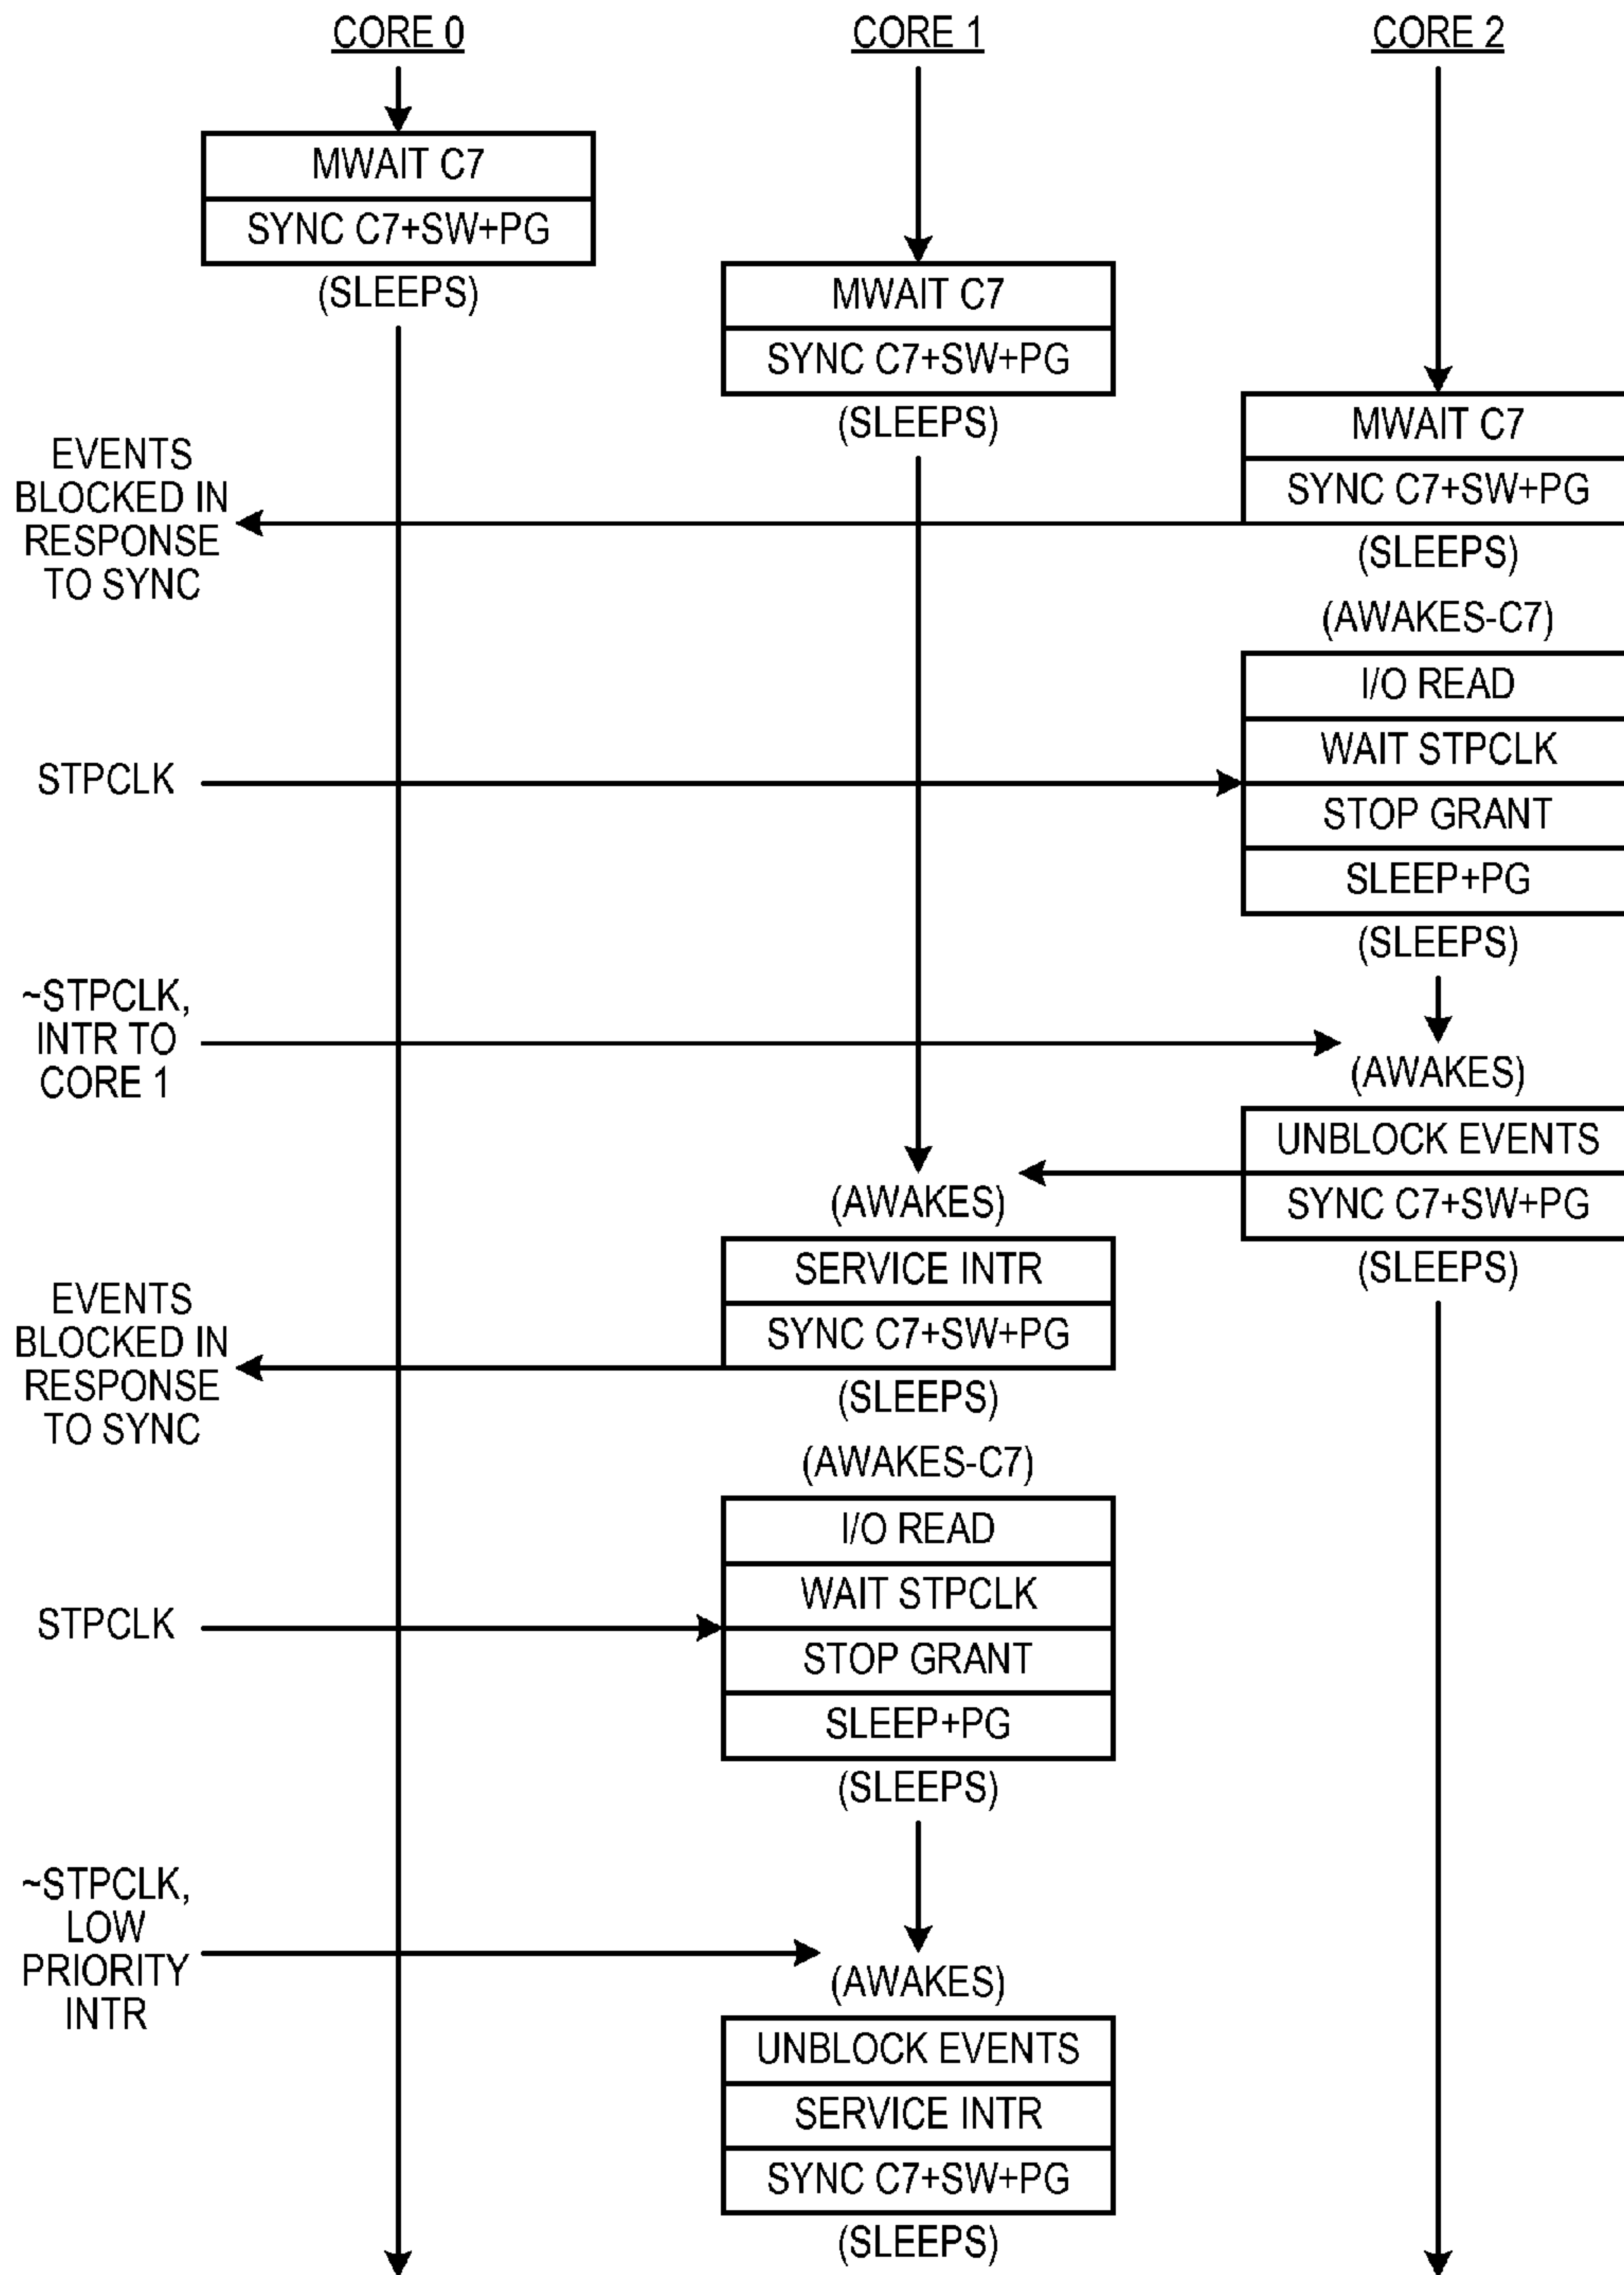 CORE 0
CORE 1
CORE 2
MWAIT C7
SYNC C7+SW+PG
(SLEEPS)
MWAIT C7
SYNC C7+SW+PG
(SLEEPS)
MWAIT C7
SYNC C7+SW+PG
(SLEEPS)
EVENTS
BLOCKED IN
RESPONSE
TO SYNC
(AWAKES-C7)
I/O READ
WAIT STPCLK
STPCLK
STOP GRANT
SLEEP+PG
(SLEEPS)
~STPCLK,
INTR TO
CORE 1
(AWAKES)
UNBLOCK EVENTS
SYNC C7+SW+PG
(SLEEPS)
(AWAKES)
SERVICE INTR
SYNC C7+SW+PG
(SLEEPS)
EVENTS
BLOCKED IN
RESPONSE
TO SYNC
(AWAKES-C7)
I/O READ
WAIT STPCLK
STPCLK
STOP GRANT
SLEEP+PG
(SLEEPS)
~STPCLK,
LOW
PRIORITY
INTR
(AWAKES)
UNBLOCK EVENTS
SERVICE INTR
SYNC C7+SW+PG
(SLEEPS)